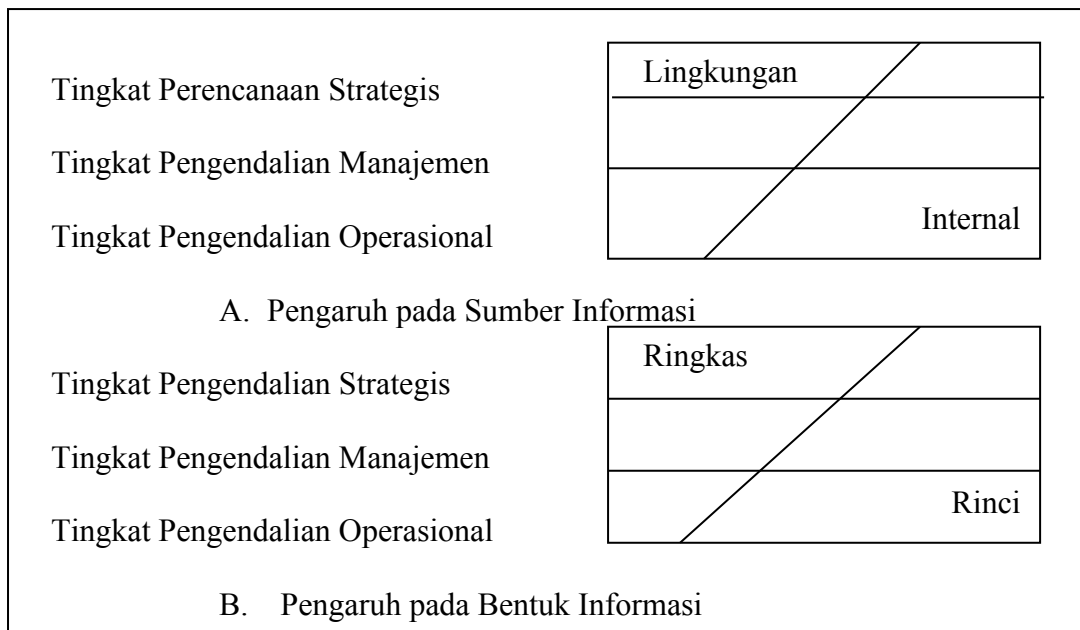 Tingkat Perencanaan Strategis
Lingkungan
Tingkat Pengendalian Manajemen
Tingkat Pengendalian Operasional
Internal
A. Pengaruh pada Sumber Informasi
Tingkat Pengendalian Strategis
Ringkas
Tingkat Pengendalian Manajemen
Tingkat Pengendalian Operasional
Rinci
B. Pengaruh pada Bentuk Informasi